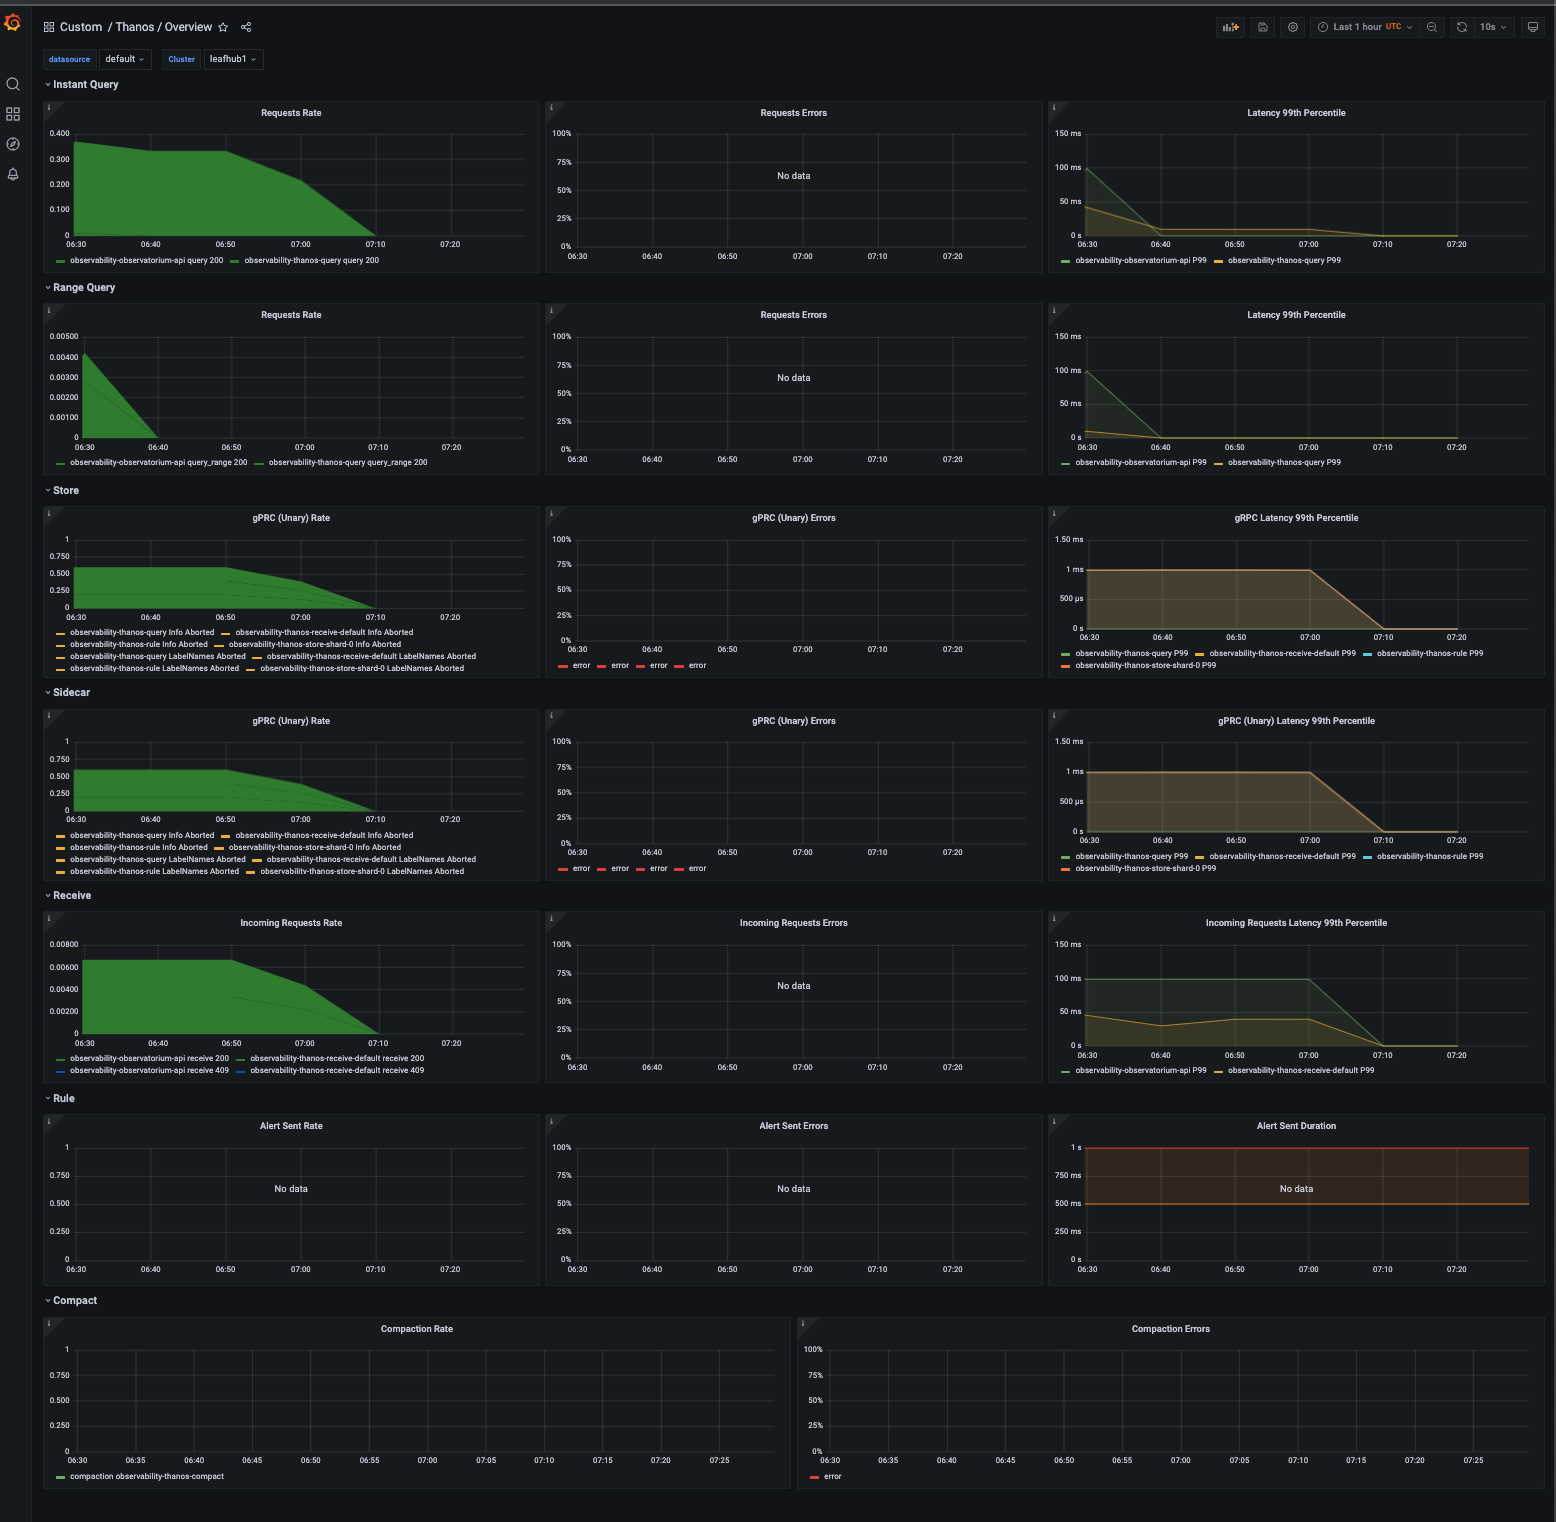 Custom / Thanos / Overview
Last 1 hour UTC
10s
datasource default Cluster leafhub1
Instant Query
Requests Rate
0.400
0.300
0.200
0.100
0
06:30 06:40 06:50 07:00 07:10 07:20
observability-observatorium-api query 200 observability-thanos-query query 200
Requests Errors
100%
75%
No data
50%
25%
0%
06:30 06:40 06:50 07:00 07:10 07:20
Latency 99th Percentile
150 ms
100 ms
50 ms
0 s
06:30 06:40 06:50 07:00 07:10 07:20
observability-observatorium-api P99 observability-thanos-query P99
Range Query
Requests Rate
0.00500
0.00400
0.00300
0.00200
0.00100
0
06:30 06:40 06:50 07:00 07:10 07:20
observability-observatorium-api query_range 200 observability-thanos-query query_range 200
Requests Errors
100%
75%
No data
50%
25%
0%
06:30 06:40 06:50 07:00 07:10 07:20
Latency 99th Percentile
150 ms
100 ms
50 ms
0 s
06:30 06:40 06:50 07:00 07:10 07:20
observability-observatorium-api P99 observability-thanos-query P99
Store
gPRC (Unary) Rate
1
0.750
0.500
0.250
0
06:30 06:40 06:50 07:00 07:10 07:20
observability-thanos-query Info Aborted observability-thanos-receive-default Info Aborted
observability-thanos-rule Info Aborted observability-thanos-store-shard-0 Info Aborted
observability-thanos-query LabelNames Aborted observability-thanos-receive-default LabelNames Aborted
observability-thanos-rule LabelNames Aborted observability-thanos-store-shard-0 LabelNames Aborted
gPRC (Unary) Errors
100%
75%
50%
25%
0%
06:30 06:40 06:50 07:00 07:10 07:20
error error error error
gRPC Latency 99th Percentile
1.50 ms
1 ms
500 µs
0 s
06:30 06:40 06:50 07:00 07:10 07:20
observability-thanos-query P99 observability-thanos-receive-default P99 observability-thanos-rule P99
observability-thanos-store-shard-0 P99
Sidecar
gPRC (Unary) Rate
1
0.750
0.500
0.250
0
06:30 06:40 06:50 07:00 07:10 07:20
observability-thanos-query Info Aborted observability-thanos-receive-default Info Aborted
observability-thanos-rule Info Aborted observability-thanos-store-shard-0 Info Aborted
observability-thanos-query LabelNames Aborted observability-thanos-receive-default LabelNames Aborted
observability-thanos-rule LabelNames Aborted observability-thanos-store-shard-0 LabelNames Aborted
gPRC (Unary) Errors
100%
75%
50%
25%
0%
06:30 06:40 06:50 07:00 07:10 07:20
error error error error
gPRC (Unary) Latency 99th Percentile
1.50 ms
1 ms
500 µs
0 s
06:30 06:40 06:50 07:00 07:10 07:20
observability-thanos-query P99 observability-thanos-receive-default P99 observability-thanos-rule P99
observability-thanos-store-shard-0 P99
Receive
Incoming Requests Rate
0.00800
0.00600
0.00400
0.00200
0
06:30 06:40 06:50 07:00 07:10 07:20
observability-observatorium-api receive 200 observability-thanos-receive-default receive 200
observability-observatorium-api receive 409 observability-thanos-receive-default receive 409
Incoming Requests Errors
100%
75%
No data
50%
25%
0%
06:30 06:40 06:50 07:00 07:10 07:20
Incoming Requests Latency 99th Percentile
150 ms
100 ms
50 ms
0 s
06:30 06:40 06:50 07:00 07:10 07:20
observability-observatorium-api P99 observability-thanos-receive-default P99
Rule
Alert Sent Rate
1
0.750
No data
0.500
0.250
0
06:30 06:40 06:50 07:00 07:10 07:20
Alert Sent Errors
100%
75%
No data
50%
25%
0%
06:30 06:40 06:50 07:00 07:10 07:20
Alert Sent Duration
1 s
750 ms
No data
500 ms
250 ms
0 s
06:30 06:40 06:50 07:00 07:10 07:20
Compact
Compaction Rate
1
0.750
0.500
0.250
0
06:30 06:35 06:40 06:45 06:50 06:55 07:00 07:05 07:10 07:15 07:20 07:25
compaction observability-thanos-compact
Compaction Errors
100%
75%
50%
25%
0%
06:30 06:35 06:40 06:45 06:50 06:55 07:00 07:05 07:10 07:15 07:20 07:25
error